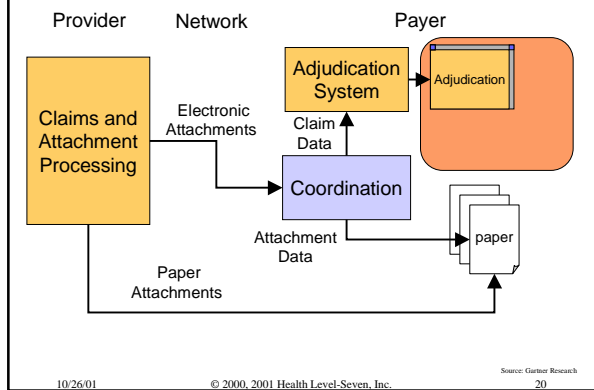 Provider Network Payer
Adjudication
System
Adjudication
Claims and
Attachment
Processing
Electronic
Attachments
Claim
Data
Coordination
Attachment
Data
paper
Paper
Attachments
Source: Gartner Research
10/26/01 © 2000, 2001 Health Level-Seven, Inc. 20